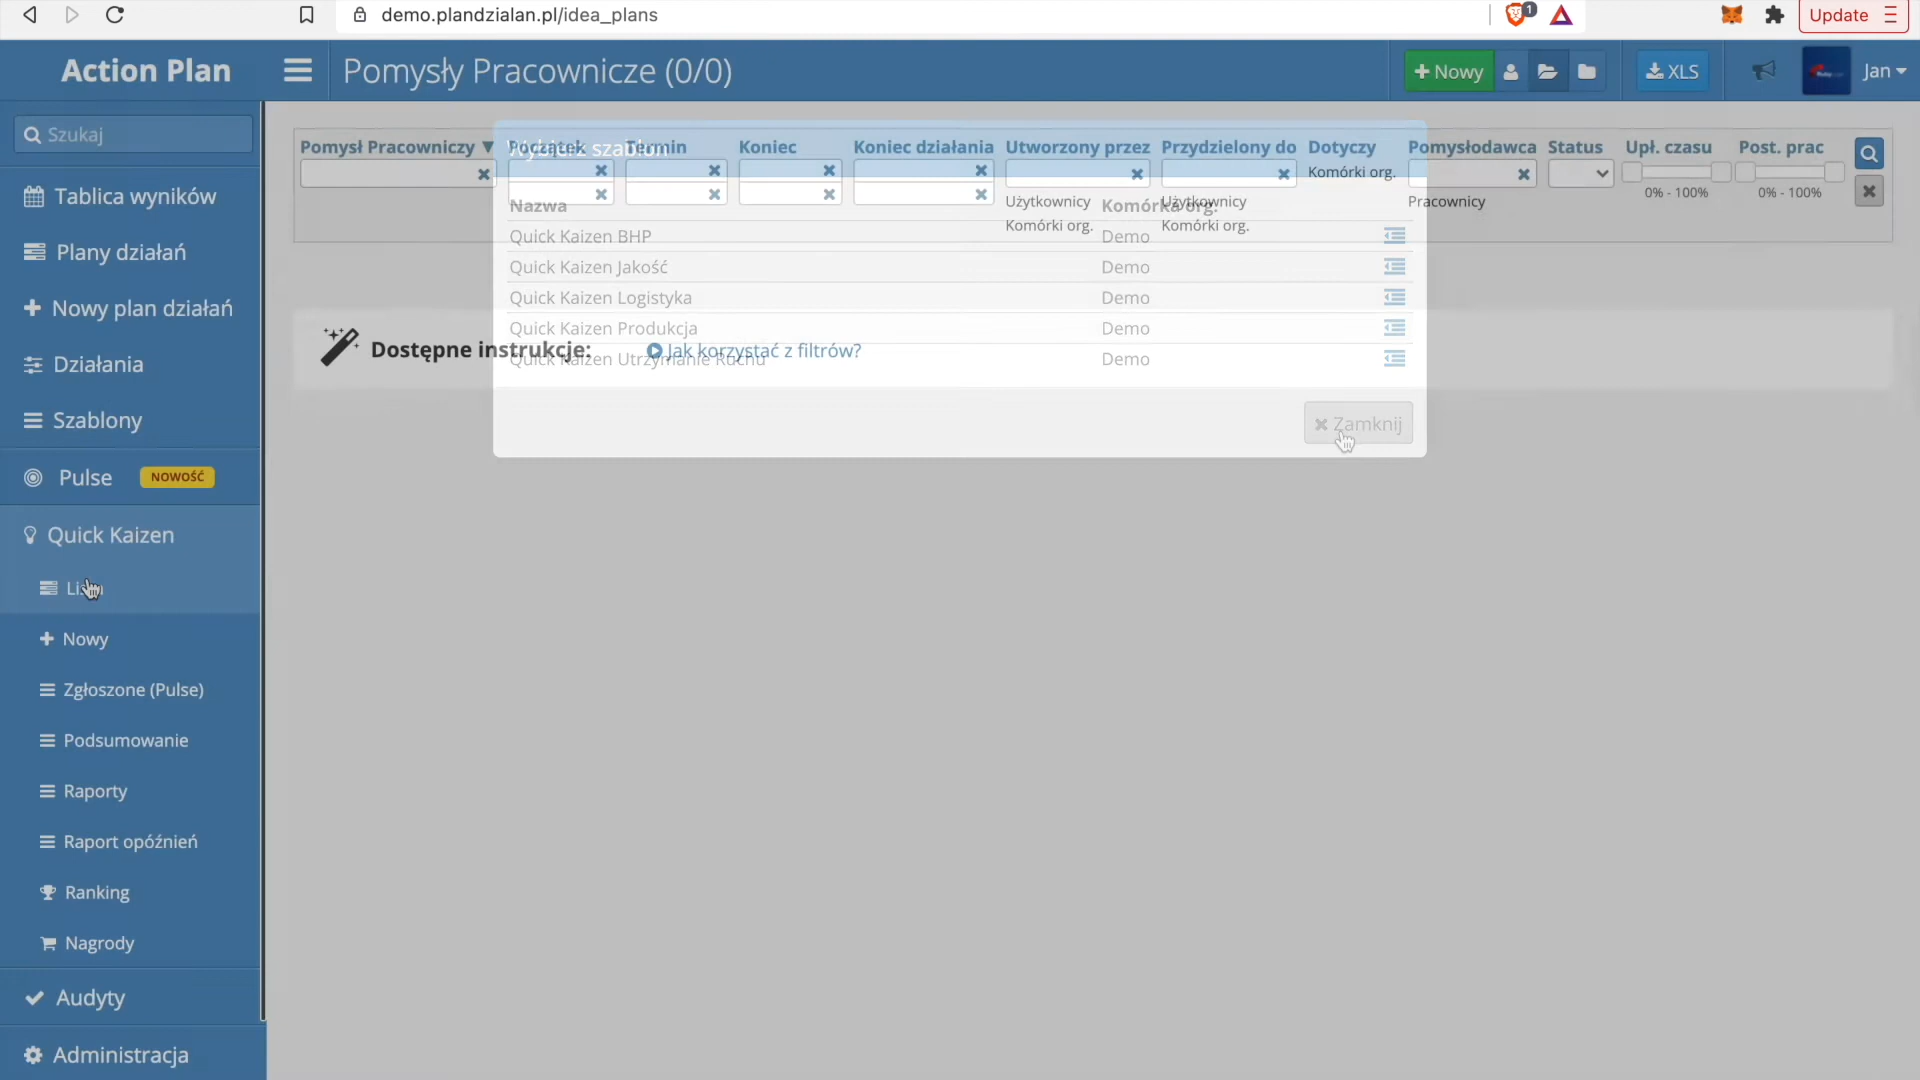 demo.plandzialan.pl/idea_plans
1
Update
Action Plan
Pomysły Pracownicze (0/0)
Nowy
XLS
Jan
Szukaj
Tablica wyników
Plany działań
Nowy plan działań
Działania
Szablony
Pulse
NOWOŚĆ
Quick Kaizen
Nowy
Zgłoszone (Pulse)
Podsumowanie
Raporty
Raport opóźnień
Ranking
Nagrody
Audyty
Administracja
Pomysł Pracowniczy ▼
Początek
Termin
Koniec
Koniec działania
Utworzony przez
Przydzielony do
Dotyczy
Pomysłodawca
Status
Upł. czasu
Post. prac
Komórki org.
0% - 100%
0% - 100%
Użytkownicy
Użytkownicy
Pracownicy
Komórki org.
Komórki org.
Wybierz szablon
Nazwa
Komórka org.
Quick Kaizen BHP
Demo
Quick Kaizen Jakość
Demo
Quick Kaizen Logistyka
Demo
Quick Kaizen Produkcja
Demo
Quick Kaizen Utrzymanie Ruchu
Demo
Dostępne instrukcje:
Jak korzystać z filtrów?
Zamknij